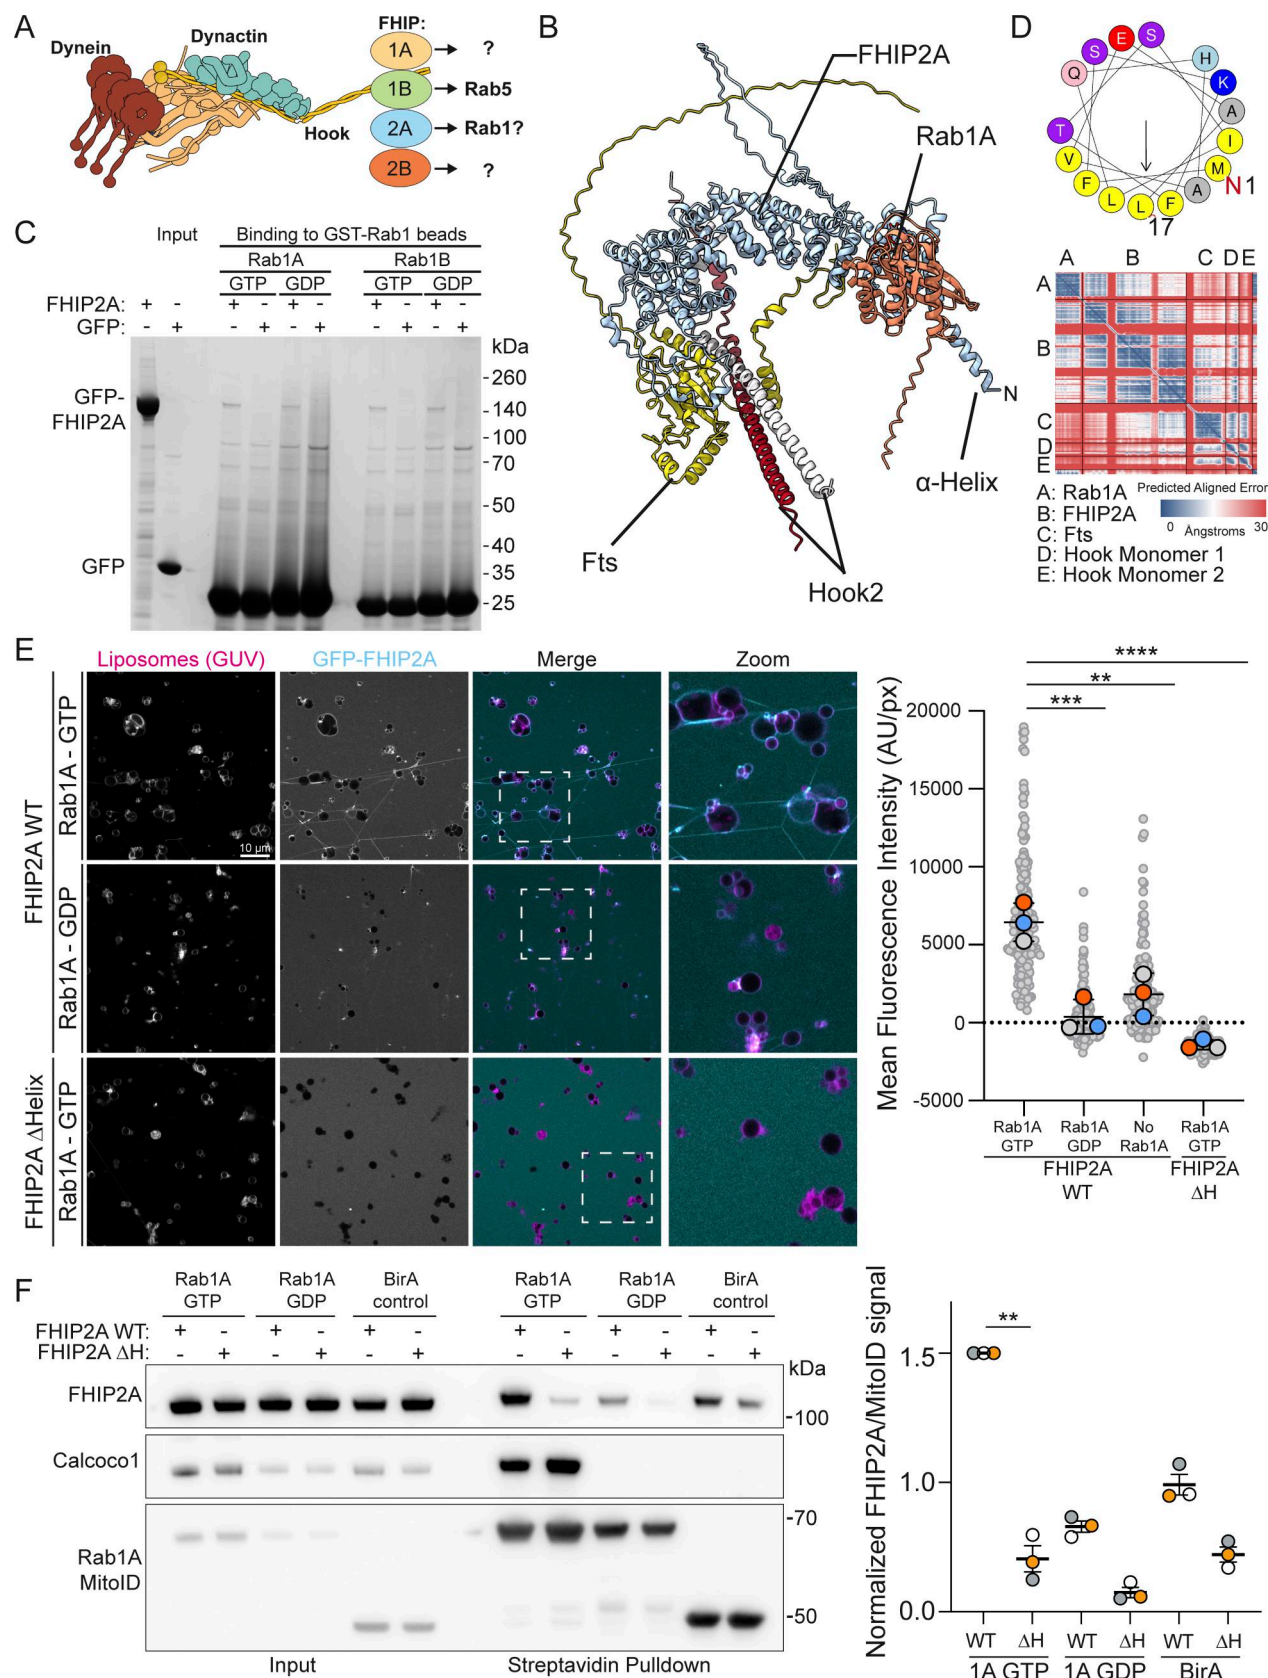 A
Dynein
Dynactin
Hook
FHIP:
1A ?
1B Rab5
2A Rab1?
2B ?
B
FHIP2A
Rab1A
N
α-Helix
Fts
Hook2
C
Input
Binding to GST-Rab1 beads
Rab1A Rab1B
GTP GDP GTP GDP
FHIP2A: + - + - + - + - + -
GFP: - + - + - + - + - +
kDa
GFP-
FHIP2A
GFP
-260
-140
-100
-70
-50
-40
-35
-25
D
S E S
Q H
K
T A
V I
F M N1
L L F A
17
A B C D E
A
B
C
D
E
A: Rab1A
B: FHIP2A
C: Fts
D: Hook Monomer 1
E: Hook Monomer 2
Predicted Aligned Error
0 Ångstroms 30
E
Liposomes (GUV) GFP-FHIP2A Merge Zoom
FHIP2A WT
Rab1A - GTP
10 µm
Rab1A - GDP
FHIP2A ΔHelix
Rab1A - GTP
Mean Fluorescence Intensity (AU/px)
****
**
***
20000
15000
10000
5000
0
-5000
Rab1A Rab1A No Rab1A
GTP GDP Rab1A GTP
FHIP2A FHIP2A
WT ΔH
F
Rab1A Rab1A BirA Rab1A Rab1A BirA
GTP GDP control GTP GDP control
FHIP2A WT: + - + - + - + - + - + -
FHIP2A ΔH: - + - + - + - + - + - +
kDa
FHIP2A
-100
Calcoco1
-70
Rab1A
MitoID
-50
Input Streptavidin Pulldown
Normalized FHIP2A/MitoID signal
**
1.5
1.0
0.0
WT ΔH WT ΔH WT ΔH
1A GTP 1A GDP BirA